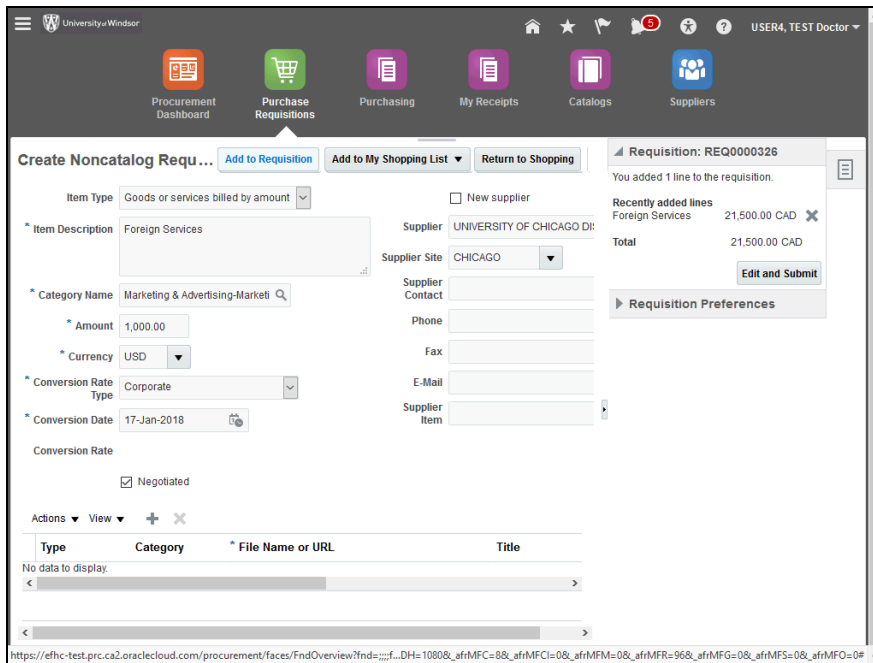 University of Windsor
5
USER4, TEST Doctor
Procurement Dashboard
Purchase Requisitions
Purchasing
My Receipts
Catalogs
Suppliers
Create Noncatalog Requ...
Add to Requisition
Add to My Shopping List
Return to Shopping
Item Type Goods or services billed by amount
* Item Description Foreign Services
* Category Name Marketing & Advertising-Marketi
* Amount 1,000.00
* Currency USD
* Conversion Rate Type Corporate
* Conversion Date 17-Jan-2018
Conversion Rate
Negotiated
New supplier
Supplier UNIVERSITY OF CHICAGO DI
Supplier Site CHICAGO
Supplier Contact
Phone
Fax
E-Mail
Supplier Item
Requisition: REQ0000326
You added 1 line to the requisition.
Recently added lines
Foreign Services 21,500.00 CAD
Total 21,500.00 CAD
Edit and Submit
Requisition Preferences
Actions View
Type Category * File Name or URL Title
No data to display.
https://efhc-test.prc.ca2.oraclecloud.com/procurement/faces/FndOverview?fnd=;;;;f...DH=1080&_afrMFC=8&_afrMFCI=0&_afrMFM=0&_afrMFR=96&_afrMFG=0&_afrMFS=0&_afrMFO=0#